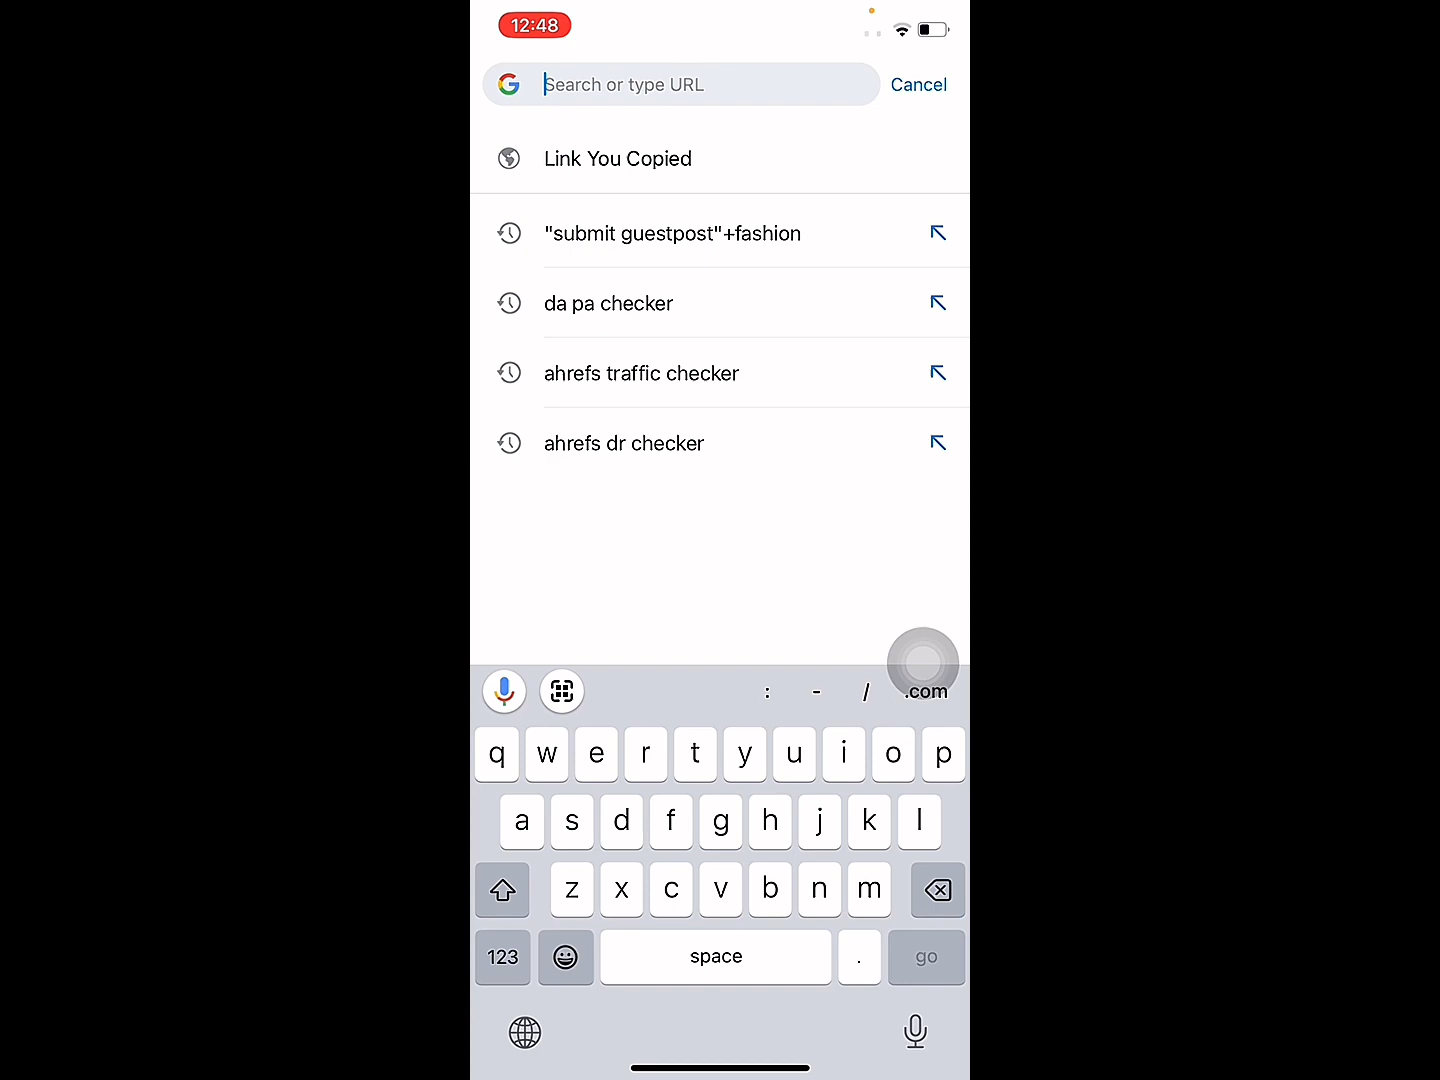 12:48
Search or type URL
Cancel
Link You Copied
"submit guestpost"+fashion
da pa checker
ahrefs traffic checker
ahrefs dr checker
: - / .com
q w e r t y u i o p
a s d f g h j k l
z x c v b n m
123 space . go